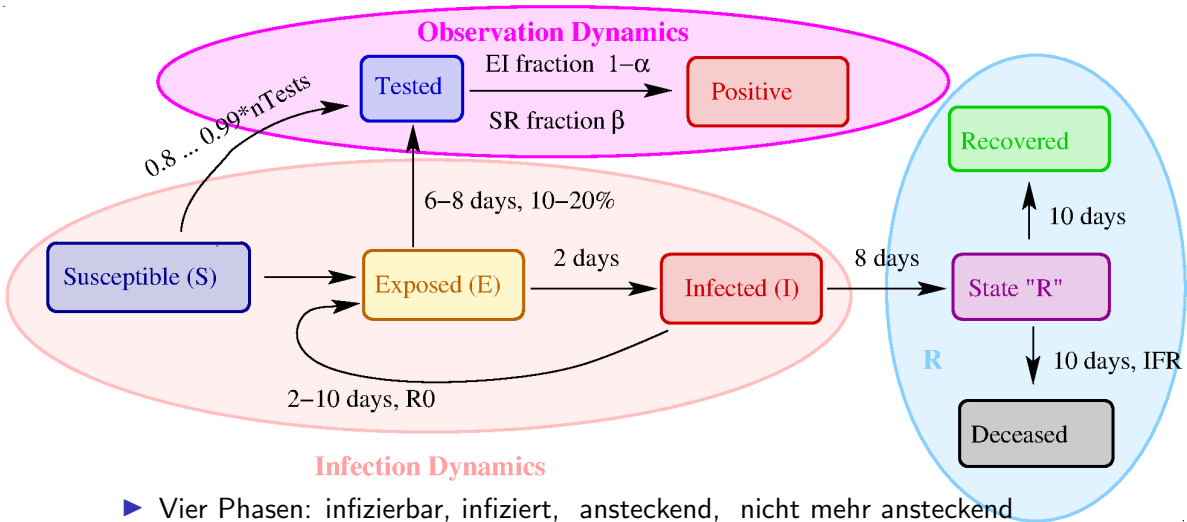 Observation Dynamics
Tested
EI fraction 1−α
SR fraction β
Positive
0.8 ... 0.99*nTests
Recovered
6−8 days, 10−20%
10 days
Susceptible (S)
Exposed (E)
2 days
Infected (I)
8 days
State "R"
R
10 days, IFR
2−10 days, R0
Deceased
Infection Dynamics
▶ Vier Phasen: infizierbar, infiziert, ansteckend, nicht mehr ansteckend